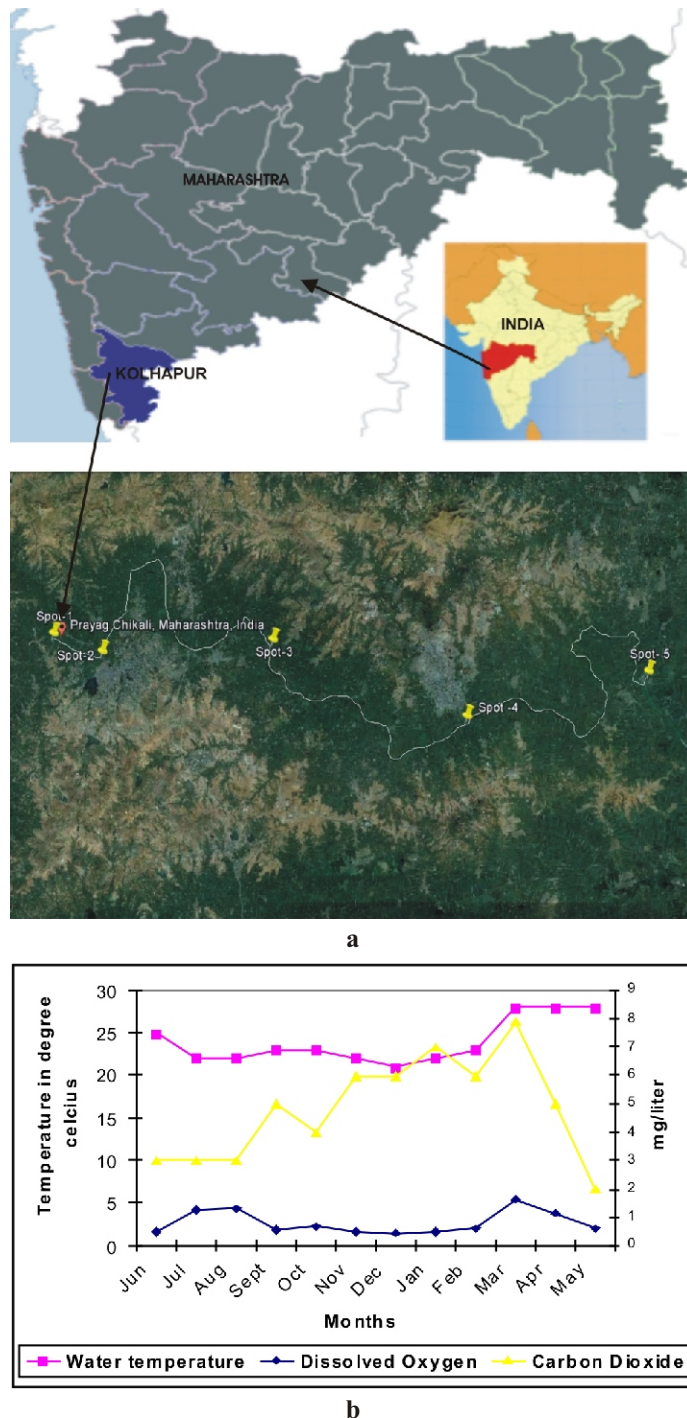 MAHARASHTRA
INDIA
KOLHAPUR
Spot-1
Prayag Chikali, Maharashtra, India
Spot-2
Spot-3
Spot -4
Spot- 5
a
30
25
20
15
10
5
0
Temperature in degree
celcius
9
8
7
6
5
4
3
2
1
0
mg/liter
Jun
Jul
Aug
Sept
Oct
Nov
Dec
Jan
Feb
Mar
Apr
May
Months
Water temperature Dissolved Oxygen Carbon Dioxide
b